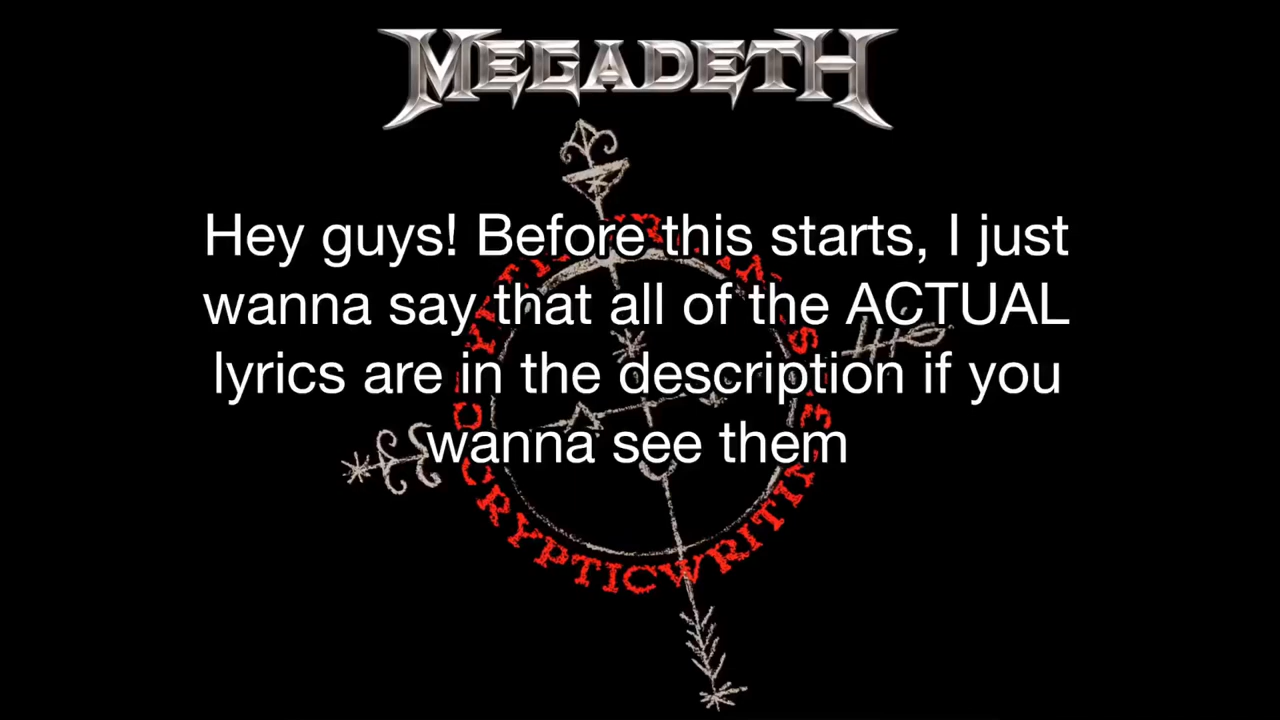 MEGADETH
Hey guys! Before this starts, I just
wanna say that all of the ACTUAL
lyrics are in the description if you
wanna see them
CRYPTICWRITINGS